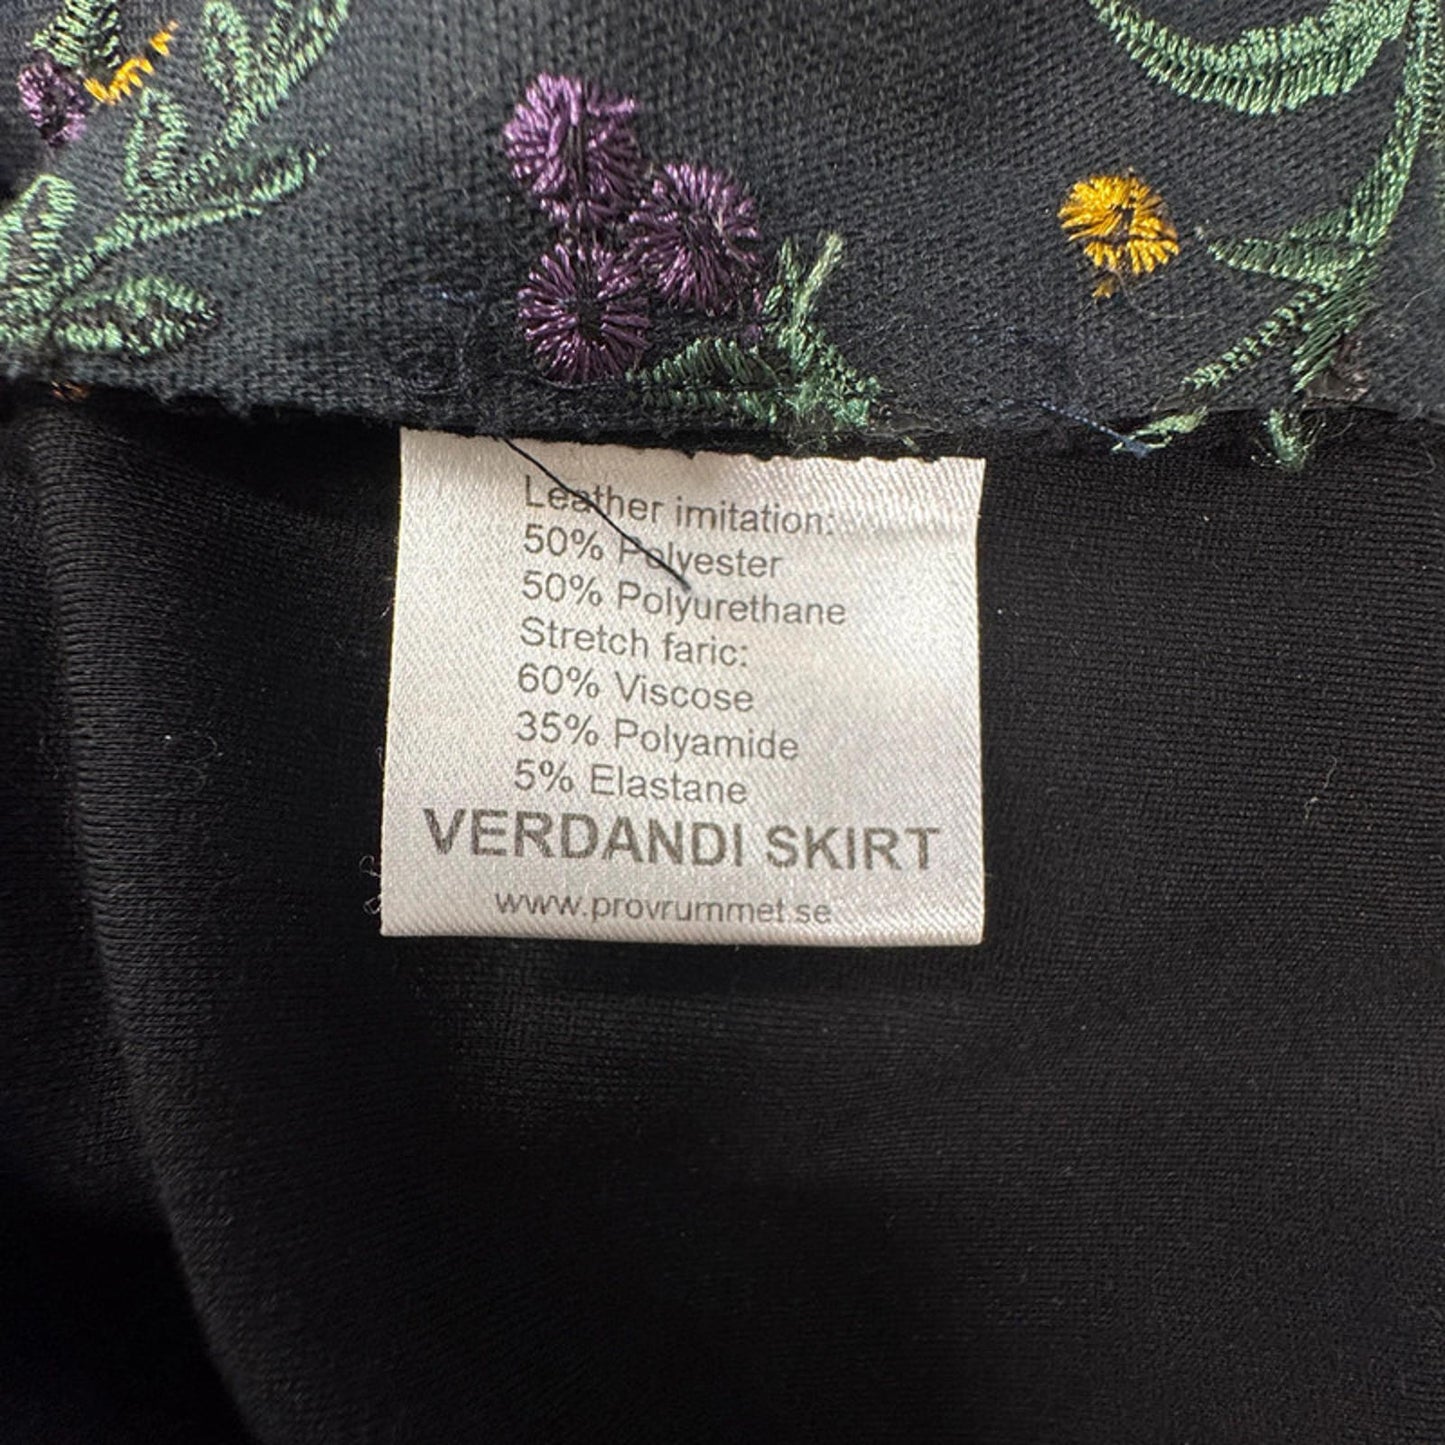 Leather imitation:
50% Polyester
50% Polyurethane
Stretch faric:
60% Viscose
35% Polyamide
5% Elastane
VERDANDI SKIRT
www.provrummet.se